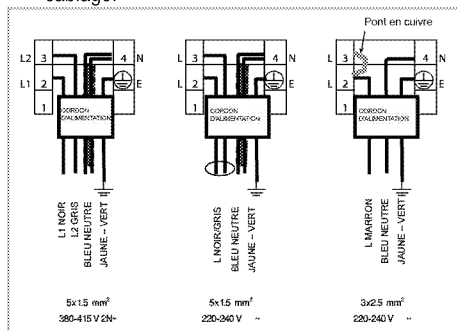 câblage.
Pont en cuivre
L2 3 4 N
L1 2 E
1
CORDON
D'ALIMENTATION
L1 NOIR
L2 GRIS
BLEU NEUTRE
JAUNE – VERT
5x1.5 mm²
380-415 V 2N~
L 3 4 N
L 2 E
1
CORDON
D'ALIMENTATION
L NOIR/GRIS
BLEU NEUTRE
JAUNE – VERT
5x1.5 mm²
220-240 V ~
L 3 4 N
L 2 E
1
CORDON
D'ALIMENTATION
L MARRON
BLEU NEUTRE
JAUNE – VERT
3x2.5 mm²
220-240 V ~